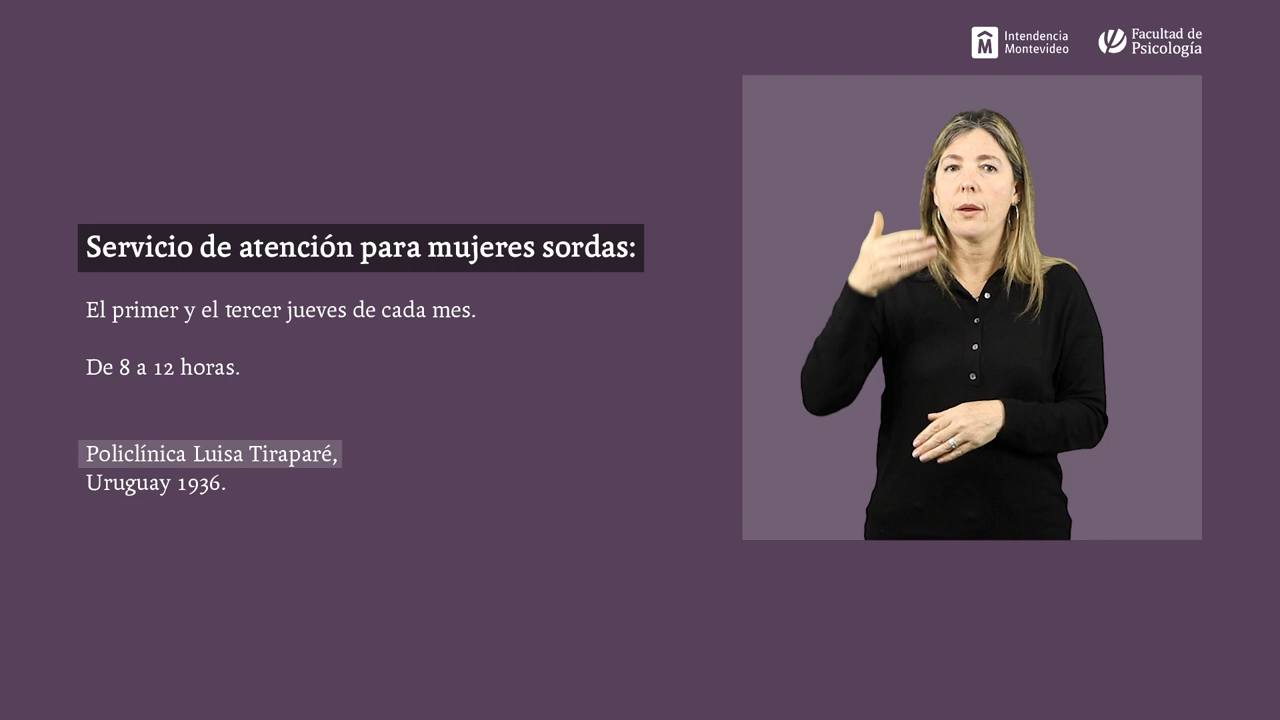 Intendencia
Montevideo
Facultad de
Psicología
Servicio de atención para mujeres sordas:
El primer y el tercer jueves de cada mes.
De 8 a 12 horas.
Policlínica Luisa Tiraparé,
Uruguay 1936.